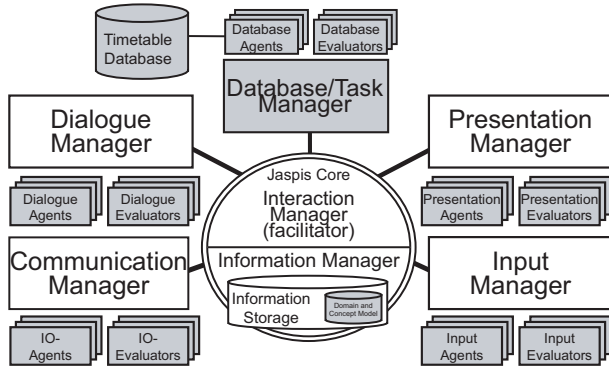 Timetable
Database
Database
Agents
Database
Evaluators
Database/Task
Manager
Dialogue
Manager
Presentation
Manager
Dialogue
Agents
Dialogue
Evaluators
Jaspis Core
Interaction
Manager
(facilitator)
Presentation
Agents
Presentation
Evaluators
Communication
Manager
Information Manager
Information
Storage
Domain and
Concept Model
Input
Manager
IO-
Agents
IO-
Evaluators
Input
Agents
Input
Evaluators